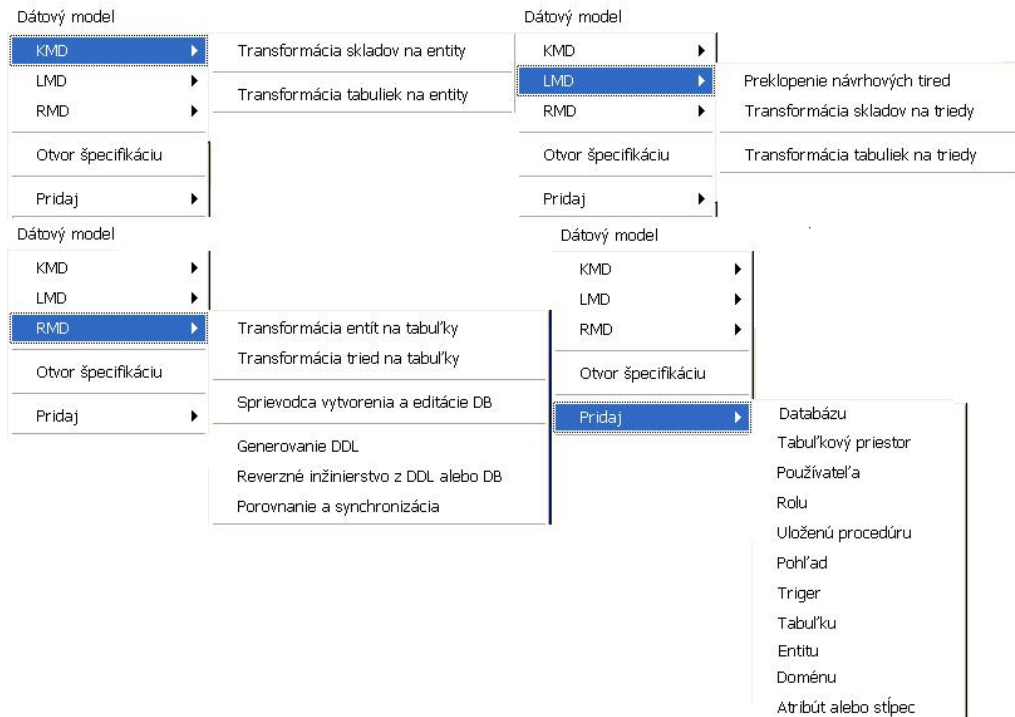 Dátový model
KMD
LMD
RMD
Otvor špecifikáciu
Pridaj
Transformácia skladov na entity
Transformácia tabuliek na entity
Dátový model
KMD
LMD
RMD
Otvor špecifikáciu
Pridaj
Preklopenie návrhových tired
Transformácia skladov na triedy
Transformácia tabuliek na triedy
Dátový model
KMD
LMD
RMD
Otvor špecifikáciu
Pridaj
Transformácia entít na tabuľky
Transformácia tried na tabuľky
Sprievodca vytvorenia a editácie DB
Generovanie DDL
Reverzné inžinierstvo z DDL alebo DB
Porovnanie a synchronizácia
Dátový model
KMD
LMD
RMD
Otvor špecifikáciu
Pridaj
Databázu
Tabuľkový priestor
Používateľa
Rolu
Uloženú procedúru
Pohľad
Triger
Tabuľku
Entitu
Doménu
Atribút alebo stĺpec